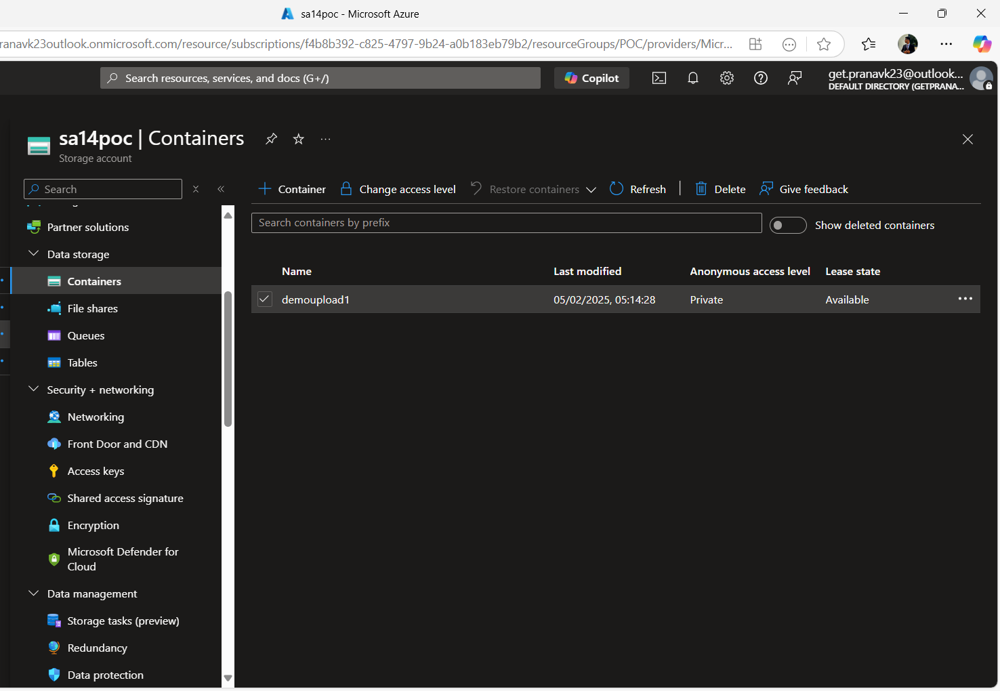 sa14poc - Microsoft Azure
ranavk23outlook.onmicrosoft.com/resource/subscriptions/f4b8b392-c825-4797-9b24-a0b183eb79b2/resourceGroups/POC/providers/Micr...
Search resources, services, and docs (G+/)
Copilot
get.pranavk23@outlook...
DEFAULT DIRECTORY (GETPRANA...
sa14poc | Containers
Storage account
Search
Container
Change access level
Restore containers
Refresh
Delete
Give feedback
Search containers by prefix
Show deleted containers
Partner solutions
Data storage
Containers
File shares
Queues
Tables
Security + networking
Networking
Front Door and CDN
Access keys
Shared access signature
Encryption
Microsoft Defender for
Cloud
Data management
Storage tasks (preview)
Redundancy
Data protection
Name Last modified Anonymous access level Lease state
demoupload1 05/02/2025, 05:14:28 Private Available